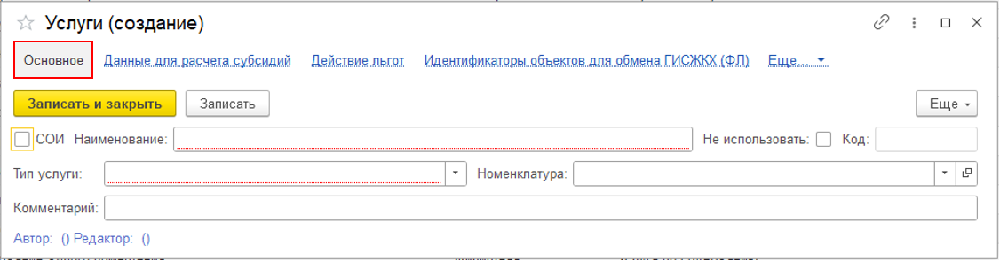 Услуги (создание)
Основное Данные для расчета субсидий Действие льгот Идентификаторы объектов для обмена ГИСЖКХ (ФЛ) Еще...
Записать и закрыть Записать Еще
СОИ Наименование: Не использовать: Код:
Тип услуги: Номенклатура:
Комментарий:
Автор: () Редактор: ()